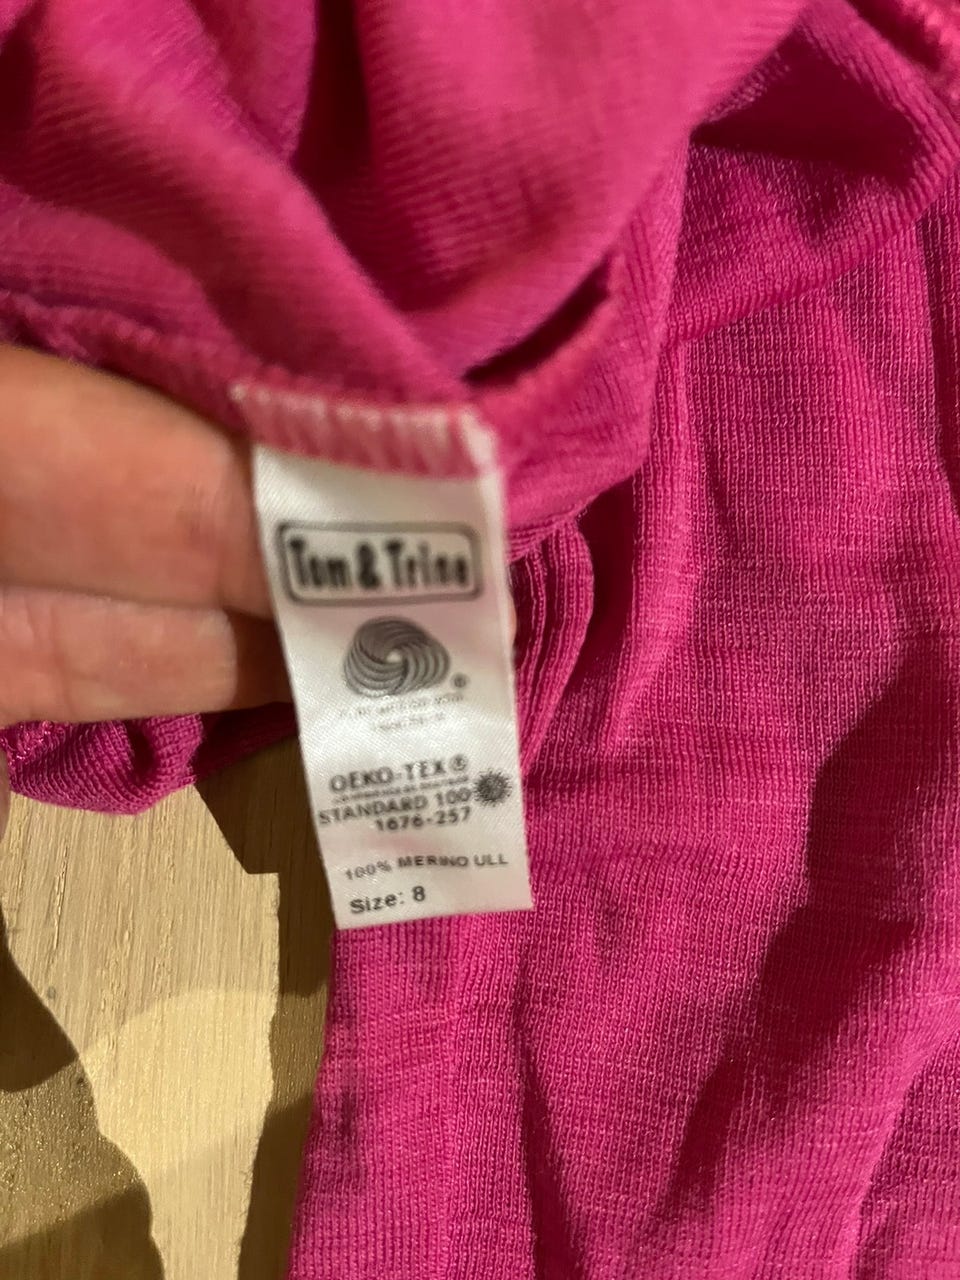 Tom & Trine
®
OEKO-TEX ®
STANDARD 100
1676-257
100% MERINO ULL
Size: 8